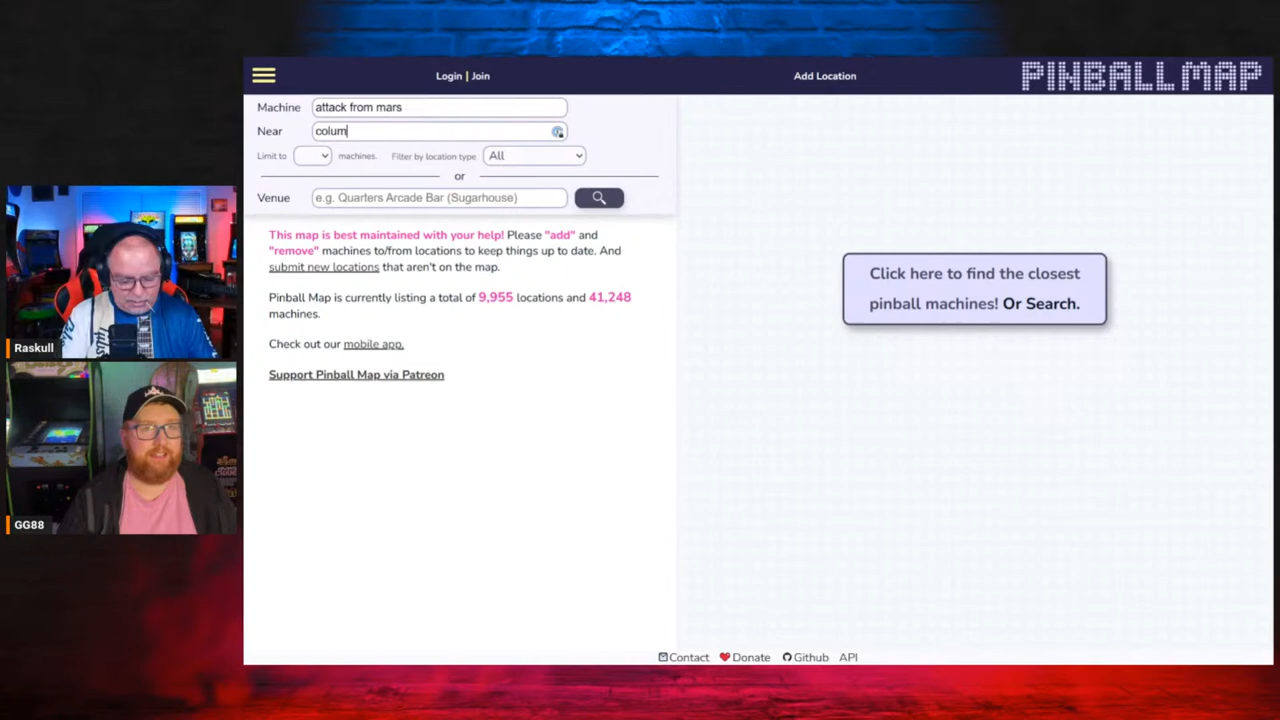 Login | Join
Add Location
PINBALL MAP
Machine
attack from mars
Near
colum
Limit to
machines.
Filter by location type
All
or
Venue
e.g. Quarters Arcade Bar (Sugarhouse)
This map is best maintained with your help! Please "add" and
"remove" machines to/from locations to keep things up to date. And
submit new locations that aren't on the map.
Pinball Map is currently listing a total of 9,955 locations and 41,248
machines.
Check out our mobile app.
Support Pinball Map via Patreon
Click here to find the closest
pinball machines! Or Search.
Raskull
GG88
Contact
Donate
Github
API